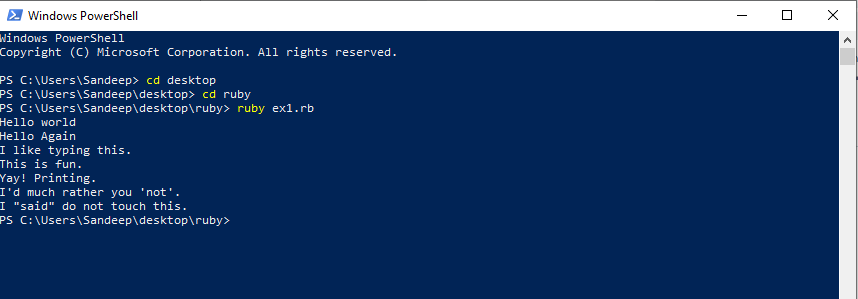 Windows PowerShell
Windows PowerShell
Copyright (C) Microsoft Corporation. All rights reserved.
PS C:\Users\Sandeep> cd desktop
PS C:\Users\Sandeep\desktop> cd ruby
PS C:\Users\Sandeep\desktop\ruby> ruby ex1.rb
Hello world
Hello Again
I like typing this.
This is fun.
Yay! Printing.
I'd much rather you 'not'.
I "said" do not touch this.
PS C:\Users\Sandeep\desktop\ruby>